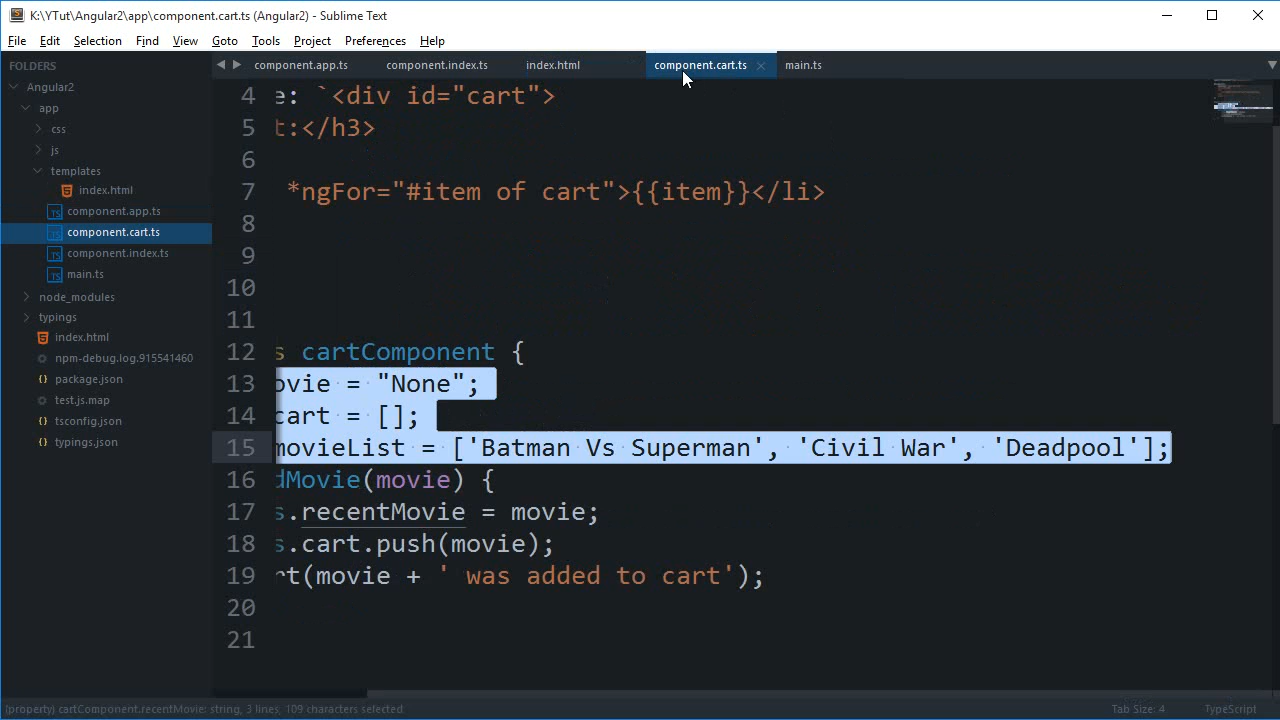 K:\YTut\Angular2\app\component.cart.ts (Angular2) - Sublime Text
File Edit Selection Find View Goto Tools Project Preferences Help
FOLDERS
Angular2
app
css
js
templates
index.html
component.app.ts
component.cart.ts
component.index.ts
main.ts
node_modules
typings
index.html
npm-debug.log.915541460
package.json
test.js.map
tsconfig.json
typings.json
component.app.ts component.index.ts index.html component.cart.ts main.ts
4 e: `<div id="cart">
5 t:</h3>
6
7 *ngFor="#item of cart">{{item}}</li>
8
9
10
11
12 s cartComponent {
13 ovie = "None";
14 cart = [];
15 movieList = ['Batman Vs Superman', 'Civil War', 'Deadpool'];
16 dMovie(movie) {
17 s.recentMovie = movie;
18 s.cart.push(movie);
19 rt(movie + ' was added to cart');
20
21
(property) cartComponent.recentMovie: string, 3 lines, 109 characters selected
Tab Size: 4 TypeScript